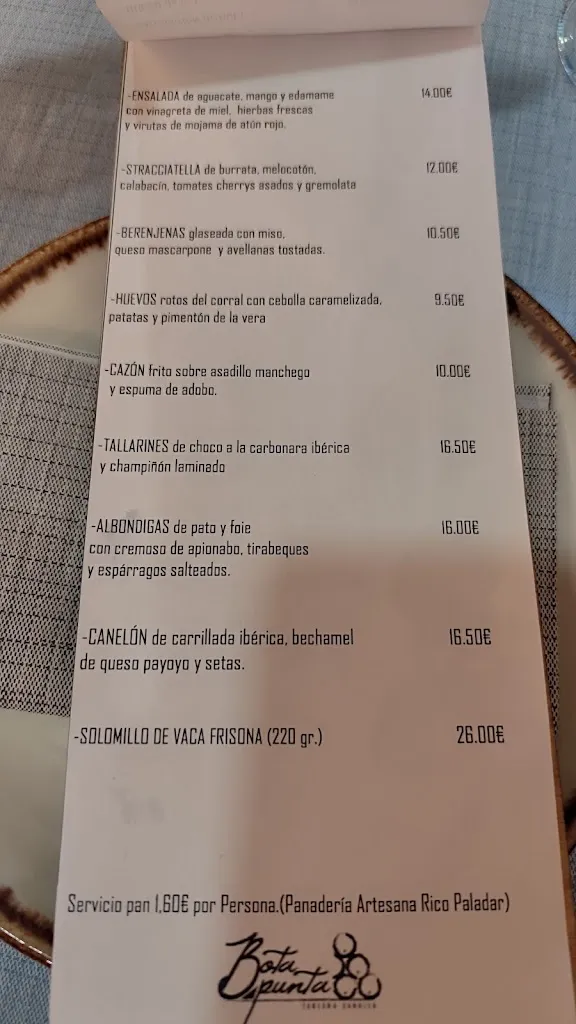 -ENSALADA de aguacate, mango y edamame 14.00€
con vinagreta de miel, hierbas frescas
y virutas de mojama de atún rojo.
-STRACCIATELLA de burrata, melocotón, 12.00€
calabacín, tomates cherrys asados y gremolata
-BERENJENAS glaseada con miso, 10.50€
queso mascarpone y avellanas tostadas.
-HUEVOS rotos del corral con cebolla caramelizada, 9.50€
patatas y pimentón de la vera
-CAZÓN frito sobre asadillo manchego 10.00€
y espuma de adobo.
-TALLARINES de choco a la carbonara ibérica 16.50€
y champiñón laminado
-ALBONDIGAS de pato y foie 16.00€
con cremoso de apionabo, tirabeques
y espárragos salteados.
-CANELÓN de carrillada ibérica, bechamel 16.50€
de queso payoyo y setas.
-SOLOMILLO DE VACA FRISONA (220 gr.) 26.00€
Servicio pan 1,60€ por Persona.(Panadería Artesana Rico Paladar)
Bota
punta